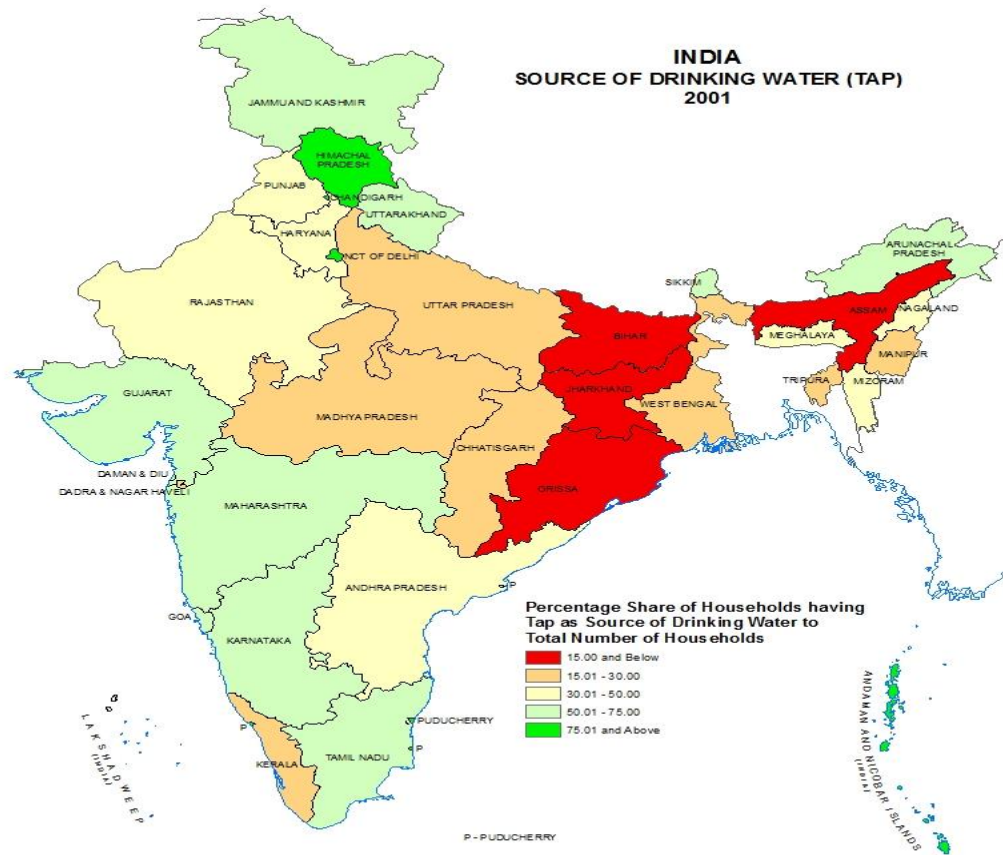 INDIA
SOURCE OF DRINKING WATER (TAP)
2001
JAMMU AND KASHMIR
HIMACHAL
PRADESH
PUNJAB
CHANDIGARH
UTTARAKHAND
HARYANA
NCT OF DELHI
ARUNACHAL
PRADESH
RAJASTHAN
UTTAR PRADESH
SIKKIM
ASSAM
NAGALAND
BIHAR
MEGHALAYA
MANIPUR
GUJARAT
JHARKHAND
TRIPURA
MIZORAM
MADHYA PRADESH
WEST BENGAL
CHHATISGARH
DAMAN & DIU
DADRA & NAGAR HAVELI
ORISSA
MAHARASHTRA
ANDHRA PRADESH
P
GOA
KARNATAKA
Percentage Share of Households having
Tap as Source of Drinking Water to
Total Number of Households
15.00 and Below
15.01 - 30.00
30.01 - 50.00
50.01 - 75.00
75.01 and Above
PUDUCHERRY
P
P
KERALA
TAMIL NADU
LAKSHADWEEP
(INDIA)
ANDAMAN AND NICOBAR ISLANDS
(INDIA)
P - PUDUCHERRY